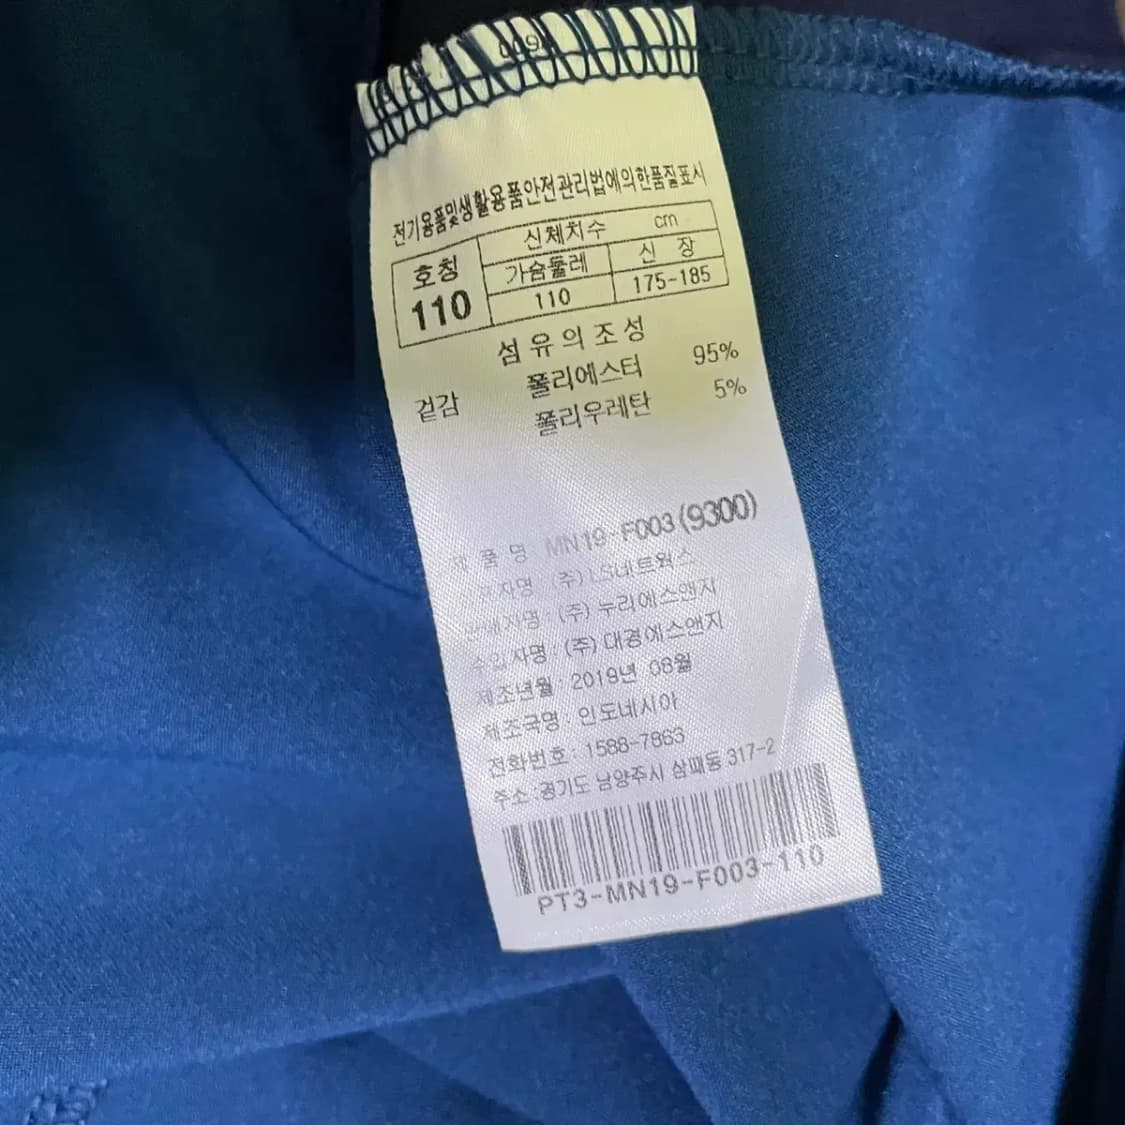 전기용품및생활용품안전관리법에의한품질표시
호칭 신체치수 cm
가슴둘레 신 장
110 110 175-185
섬유의조성
겉감 폴리에스터 95%
폴리우레탄 5%
제 품 명 MN19-F003(9300)
(주)LS네트웍스
판매자명 : (주) 누리에스앤지
수입자명 : (주) 대경에스앤지
제조년월 : 2019년 08월
제조국명 : 인도네시아
전화번호 : 1588-7863
주소 : 경기도 남양주시 삼패동 317-2
PT3-MN19-F003-110